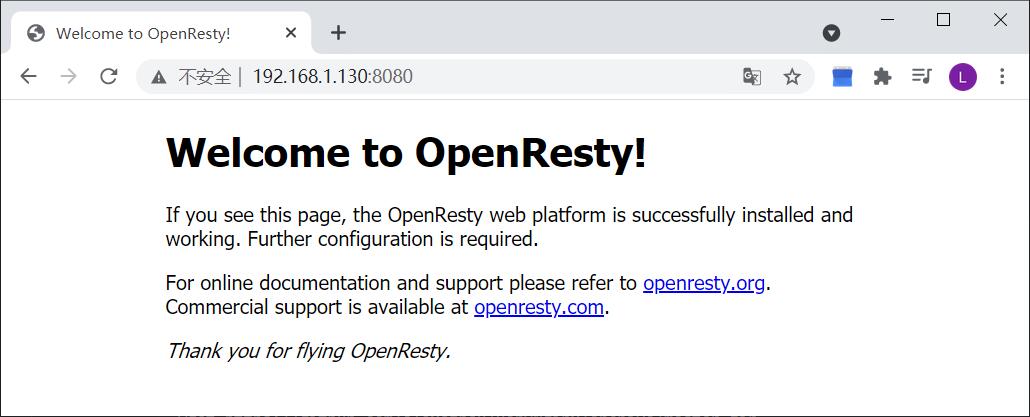 Welcome to OpenResty!
不安全 | 192.168.1.130:8080
L
Welcome to OpenResty!
If you see this page, the OpenResty web platform is successfully installed and
working. Further configuration is required.
For online documentation and support please refer to openresty.org.
Commercial support is available at openresty.com.
Thank you for flying OpenResty.